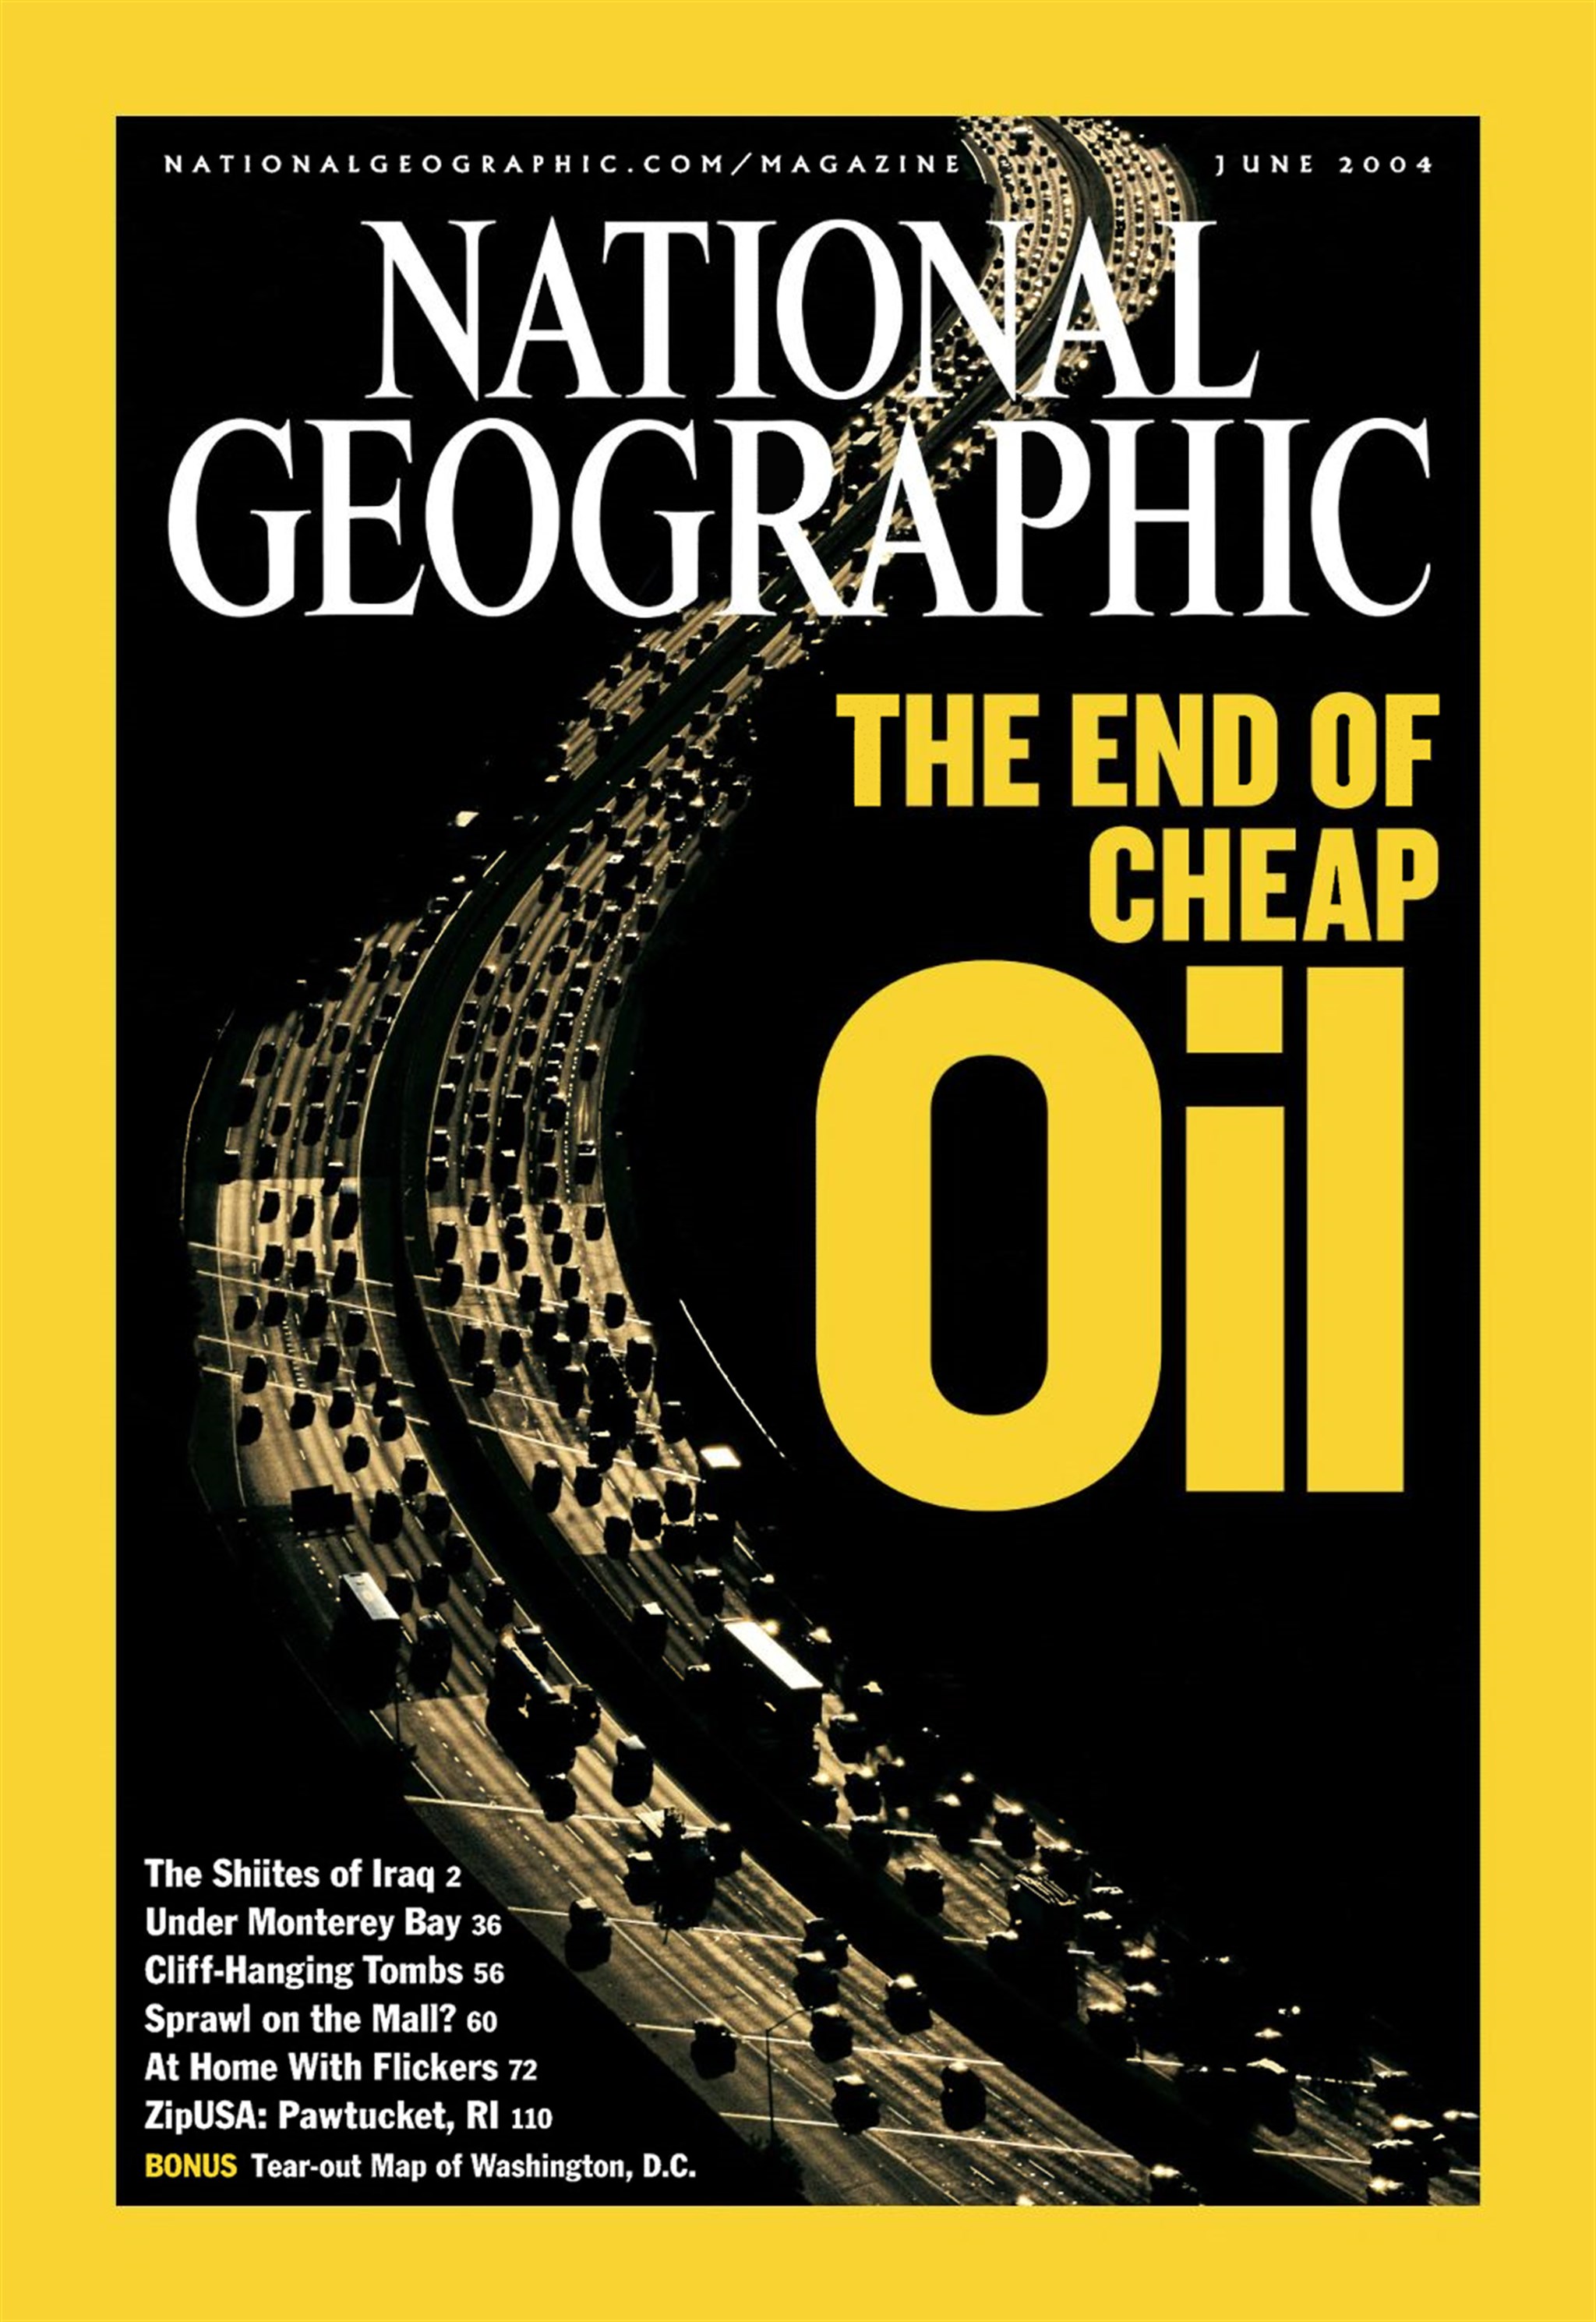 NATIONALGEOGRAPHIC.COM/MAGAZINE JUNE 2004
NATIONAL
GEOGRAPHIC
THE END OF
CHEAP
Oil
The Shiites of Iraq 2
Under Monterey Bay 36
Cliff-Hanging Tombs 56
Sprawl on the Mall? 60
At Home With Flickers 72
ZipUSA: Pawtucket, RI 110
BONUS Tear-out Map of Washington, D.C.